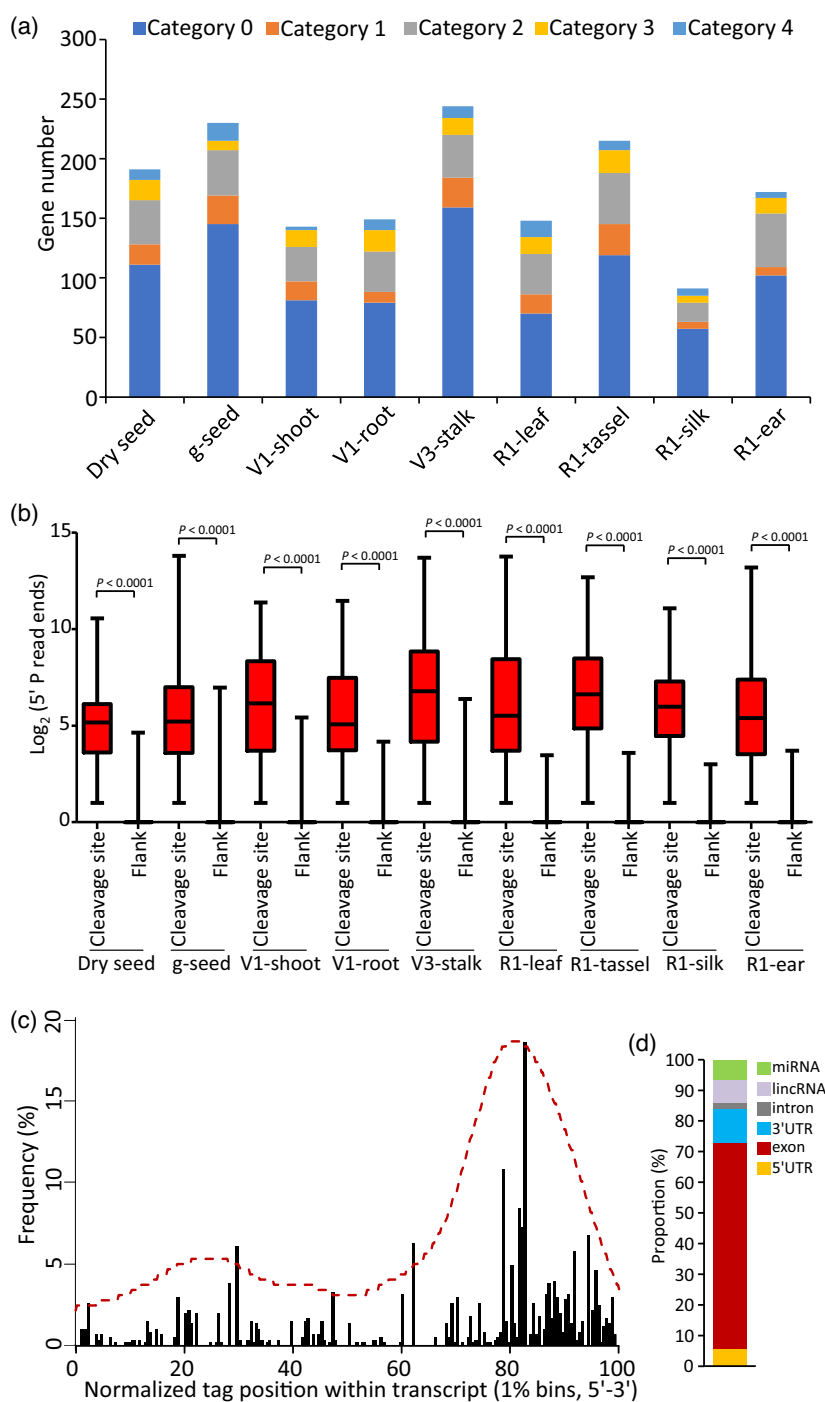 (a)
Category 0 Category 1 Category 2 Category 3 Category 4
Gene number
300
250
200
150
100
50
0
Dry seed
g-seed
V1-shoot
V1-root
V3-stalk
R1-leaf
R1-tassel
R1-silk
R1-ear
(b)
Log2 (5' P read ends)
15
10
5
0
P < 0.0001
P < 0.0001
P < 0.0001
P < 0.0001
P < 0.0001
P < 0.0001
P < 0.0001
P < 0.0001
P < 0.0001
Cleavage site
Flank
Cleavage site
Flank
Cleavage site
Flank
Cleavage site
Flank
Cleavage site
Flank
Cleavage site
Flank
Cleavage site
Flank
Cleavage site
Flank
Cleavage site
Flank
Dry seed
g-seed
V1-shoot
V1-root
V3-stalk
R1-leaf
R1-tassel
R1-silk
R1-ear
(c)
Frequency (%)
20
15
10
5
0
0 20 40 60 80 100
Normalized tag position within transcript (1% bins, 5'-3')
(d)
Proportion (%)
100
90
80
70
60
50
40
30
20
10
0
miRNA
lincRNA
intron
3'UTR
exon
5'UTR